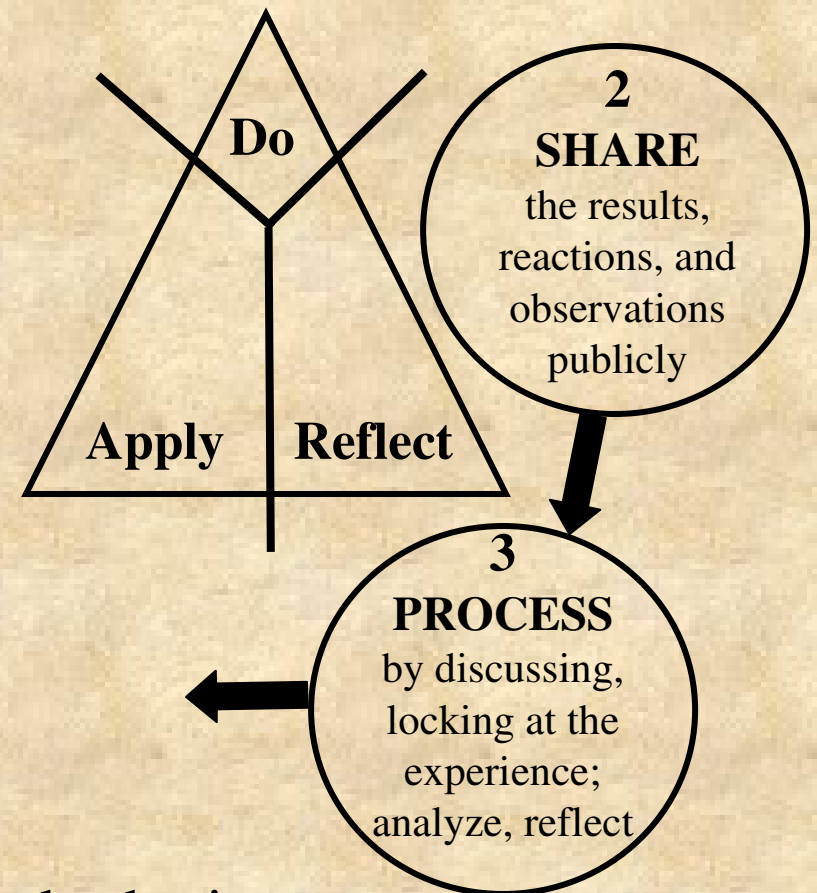 Do
Apply Reflect
2
SHARE
the results,
reactions, and
observations
publicly
3
PROCESS
by discussing,
locking at the
experience;
analyze, reflect